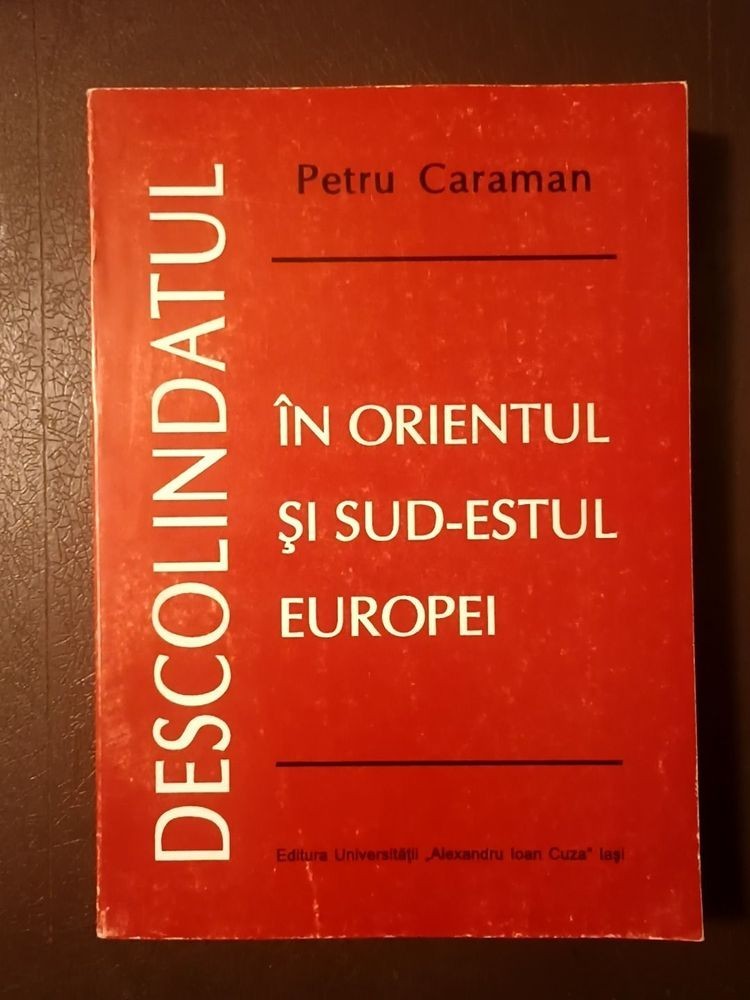 Petru Caraman
DESCOLINDATUL
ÎN ORIENTUL
ŞI SUD-ESTUL
EUROPEI
Editura Universităţii „Alexandru Ioan Cuza" Iaşi